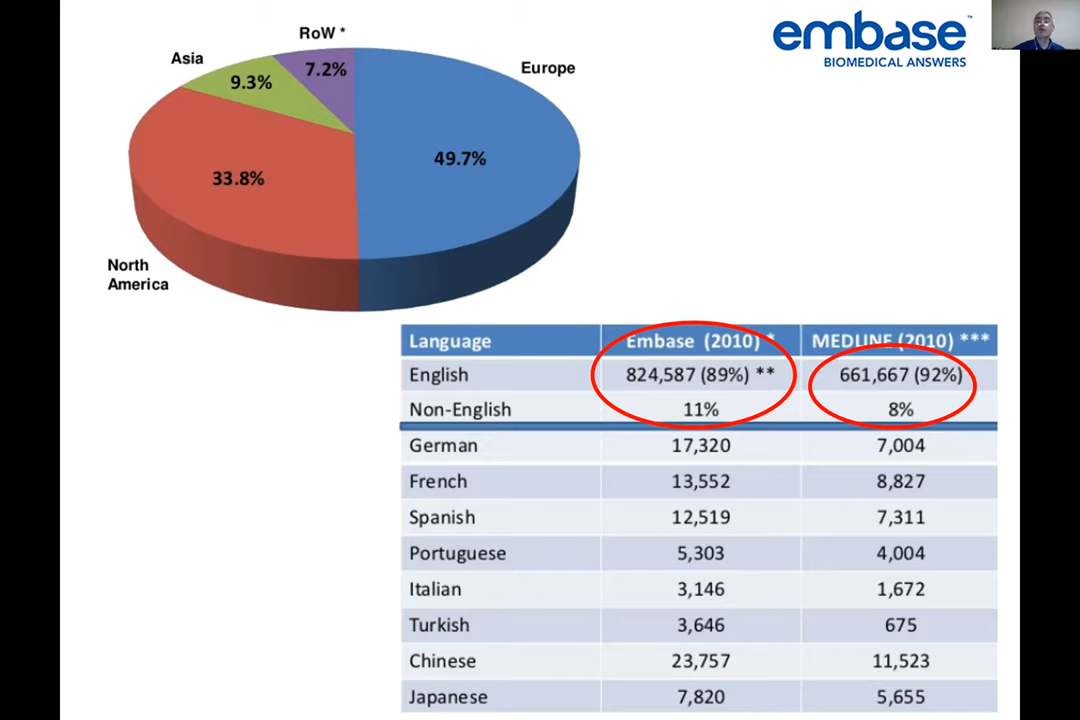 RoW *
Asia
7.2%
Europe
9.3%
49.7%
33.8%
North
America
embase™
BIOMEDICAL ANSWERS
Language Embase (2010) * MEDLINE (2010) ***
English 824,587 (89%) ** 661,667 (92%)
Non-English 11% 8%
German 17,320 7,004
French 13,552 8,827
Spanish 12,519 7,311
Portuguese 5,303 4,004
Italian 3,146 1,672
Turkish 3,646 675
Chinese 23,757 11,523
Japanese 7,820 5,655